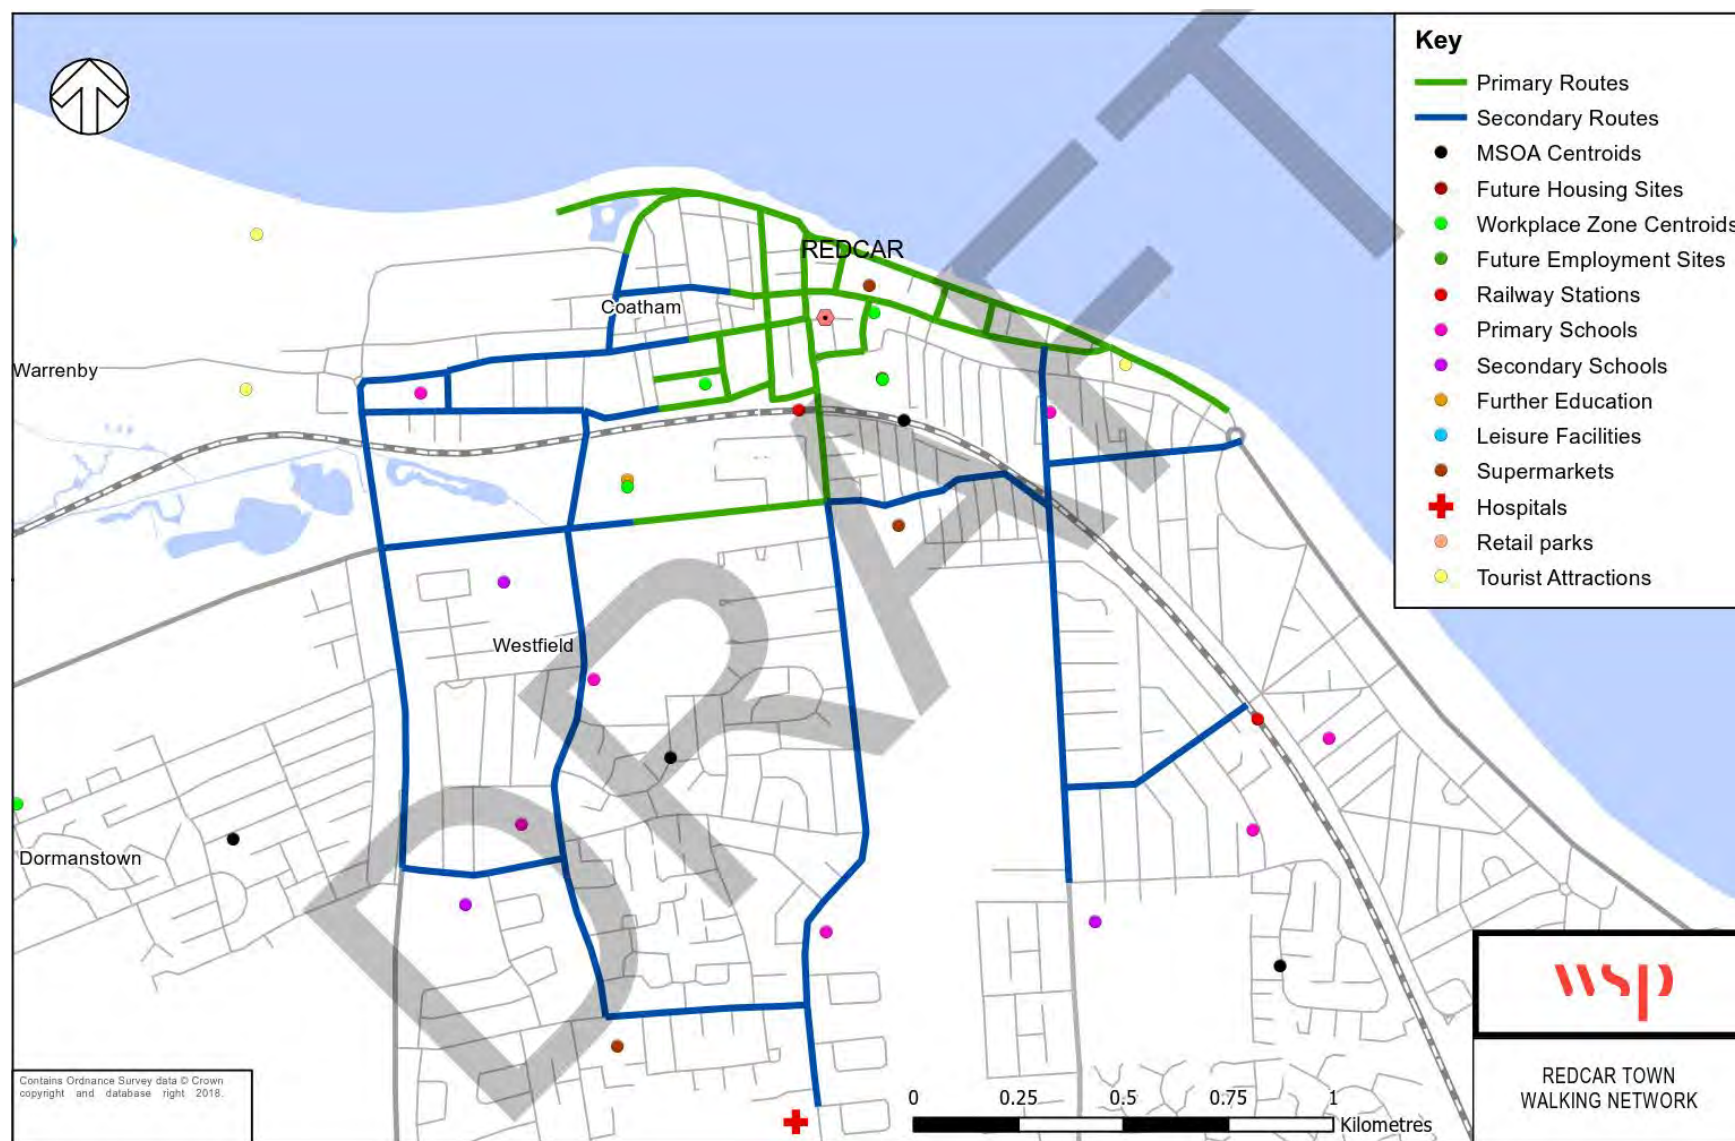 Key
Primary Routes
Secondary Routes
MSOA Centroids
Future Housing Sites
Workplace Zone Centroids
Future Employment Sites
Railway Stations
Primary Schools
Secondary Schools
Further Education
Leisure Facilities
Supermarkets
Hospitals
Retail parks
Tourist Attractions
REDCAR
Coatham
Warrenby
Westfield
Dormanstown
DRAFT
Contains Ordnance Survey data © Crown
copyright and database right 2018.
0 0.25 0.5 0.75 1
Kilometres
wsp
REDCAR TOWN
WALKING NETWORK